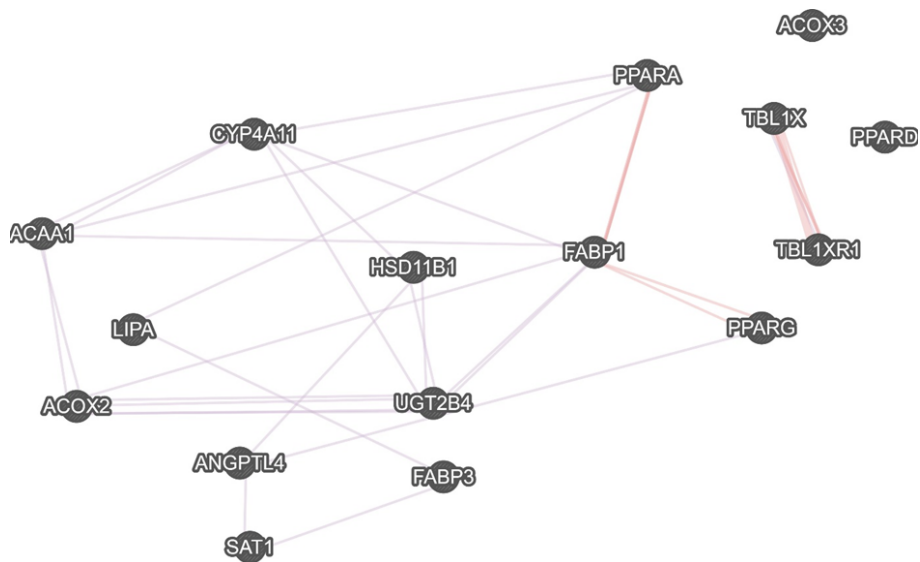 ACOX3
PPARA
TBL1X
CYP4A11
PPARD
ACAA1
FABP1
TBL1XR1
HSD11B1
LIPA
PPARG
ACOX2
UGT2B4
ANGPTL4
FABP3
SAT1